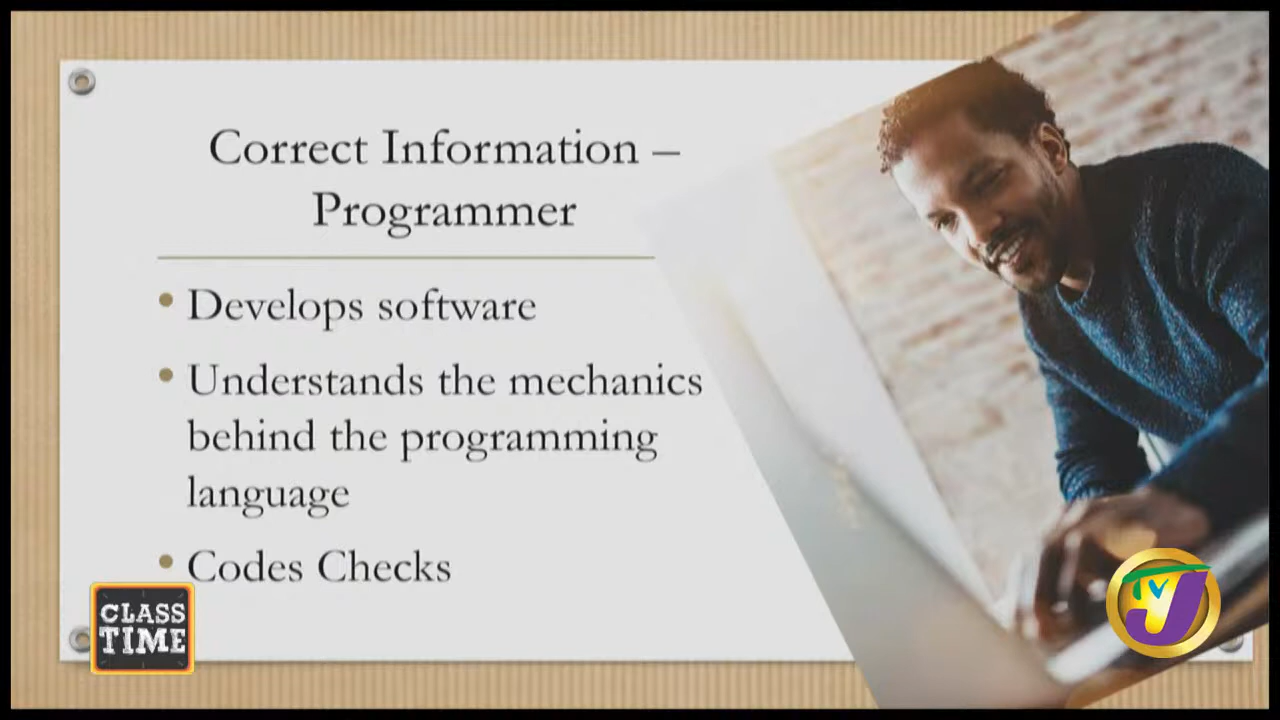 Correct Information –
Programmer
• Develops software
• Understands the mechanics
behind the programming
language
• Codes Checks
CLASS
TIME
TVJ